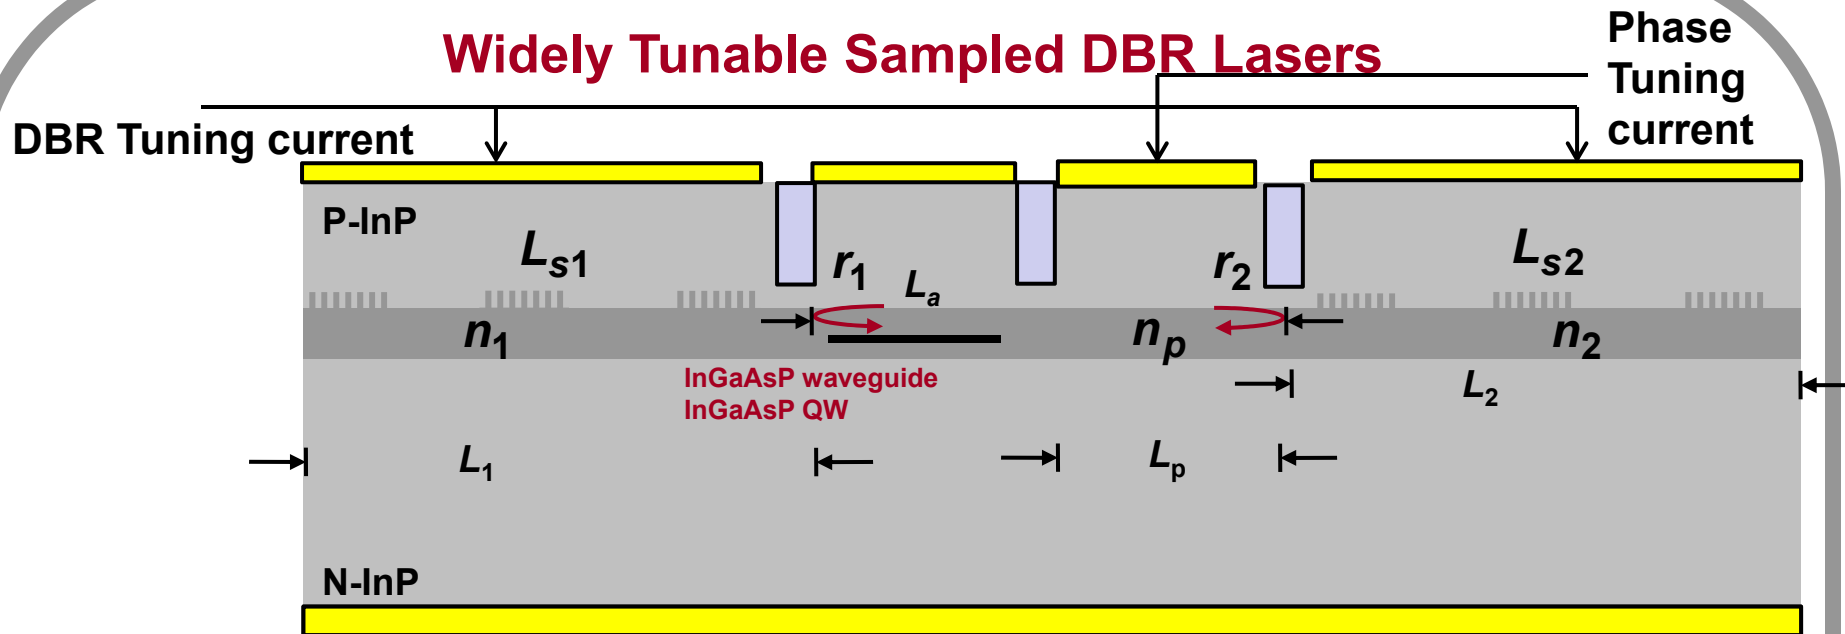 Widely Tunable Sampled DBR Lasers
Phase
Tuning
current
DBR Tuning current
P-InP
Ls1
r1
La
r2
Ls2
n1
np
n2
InGaAsP waveguide
InGaAsP QW
L2
L1
Lp
N-InP